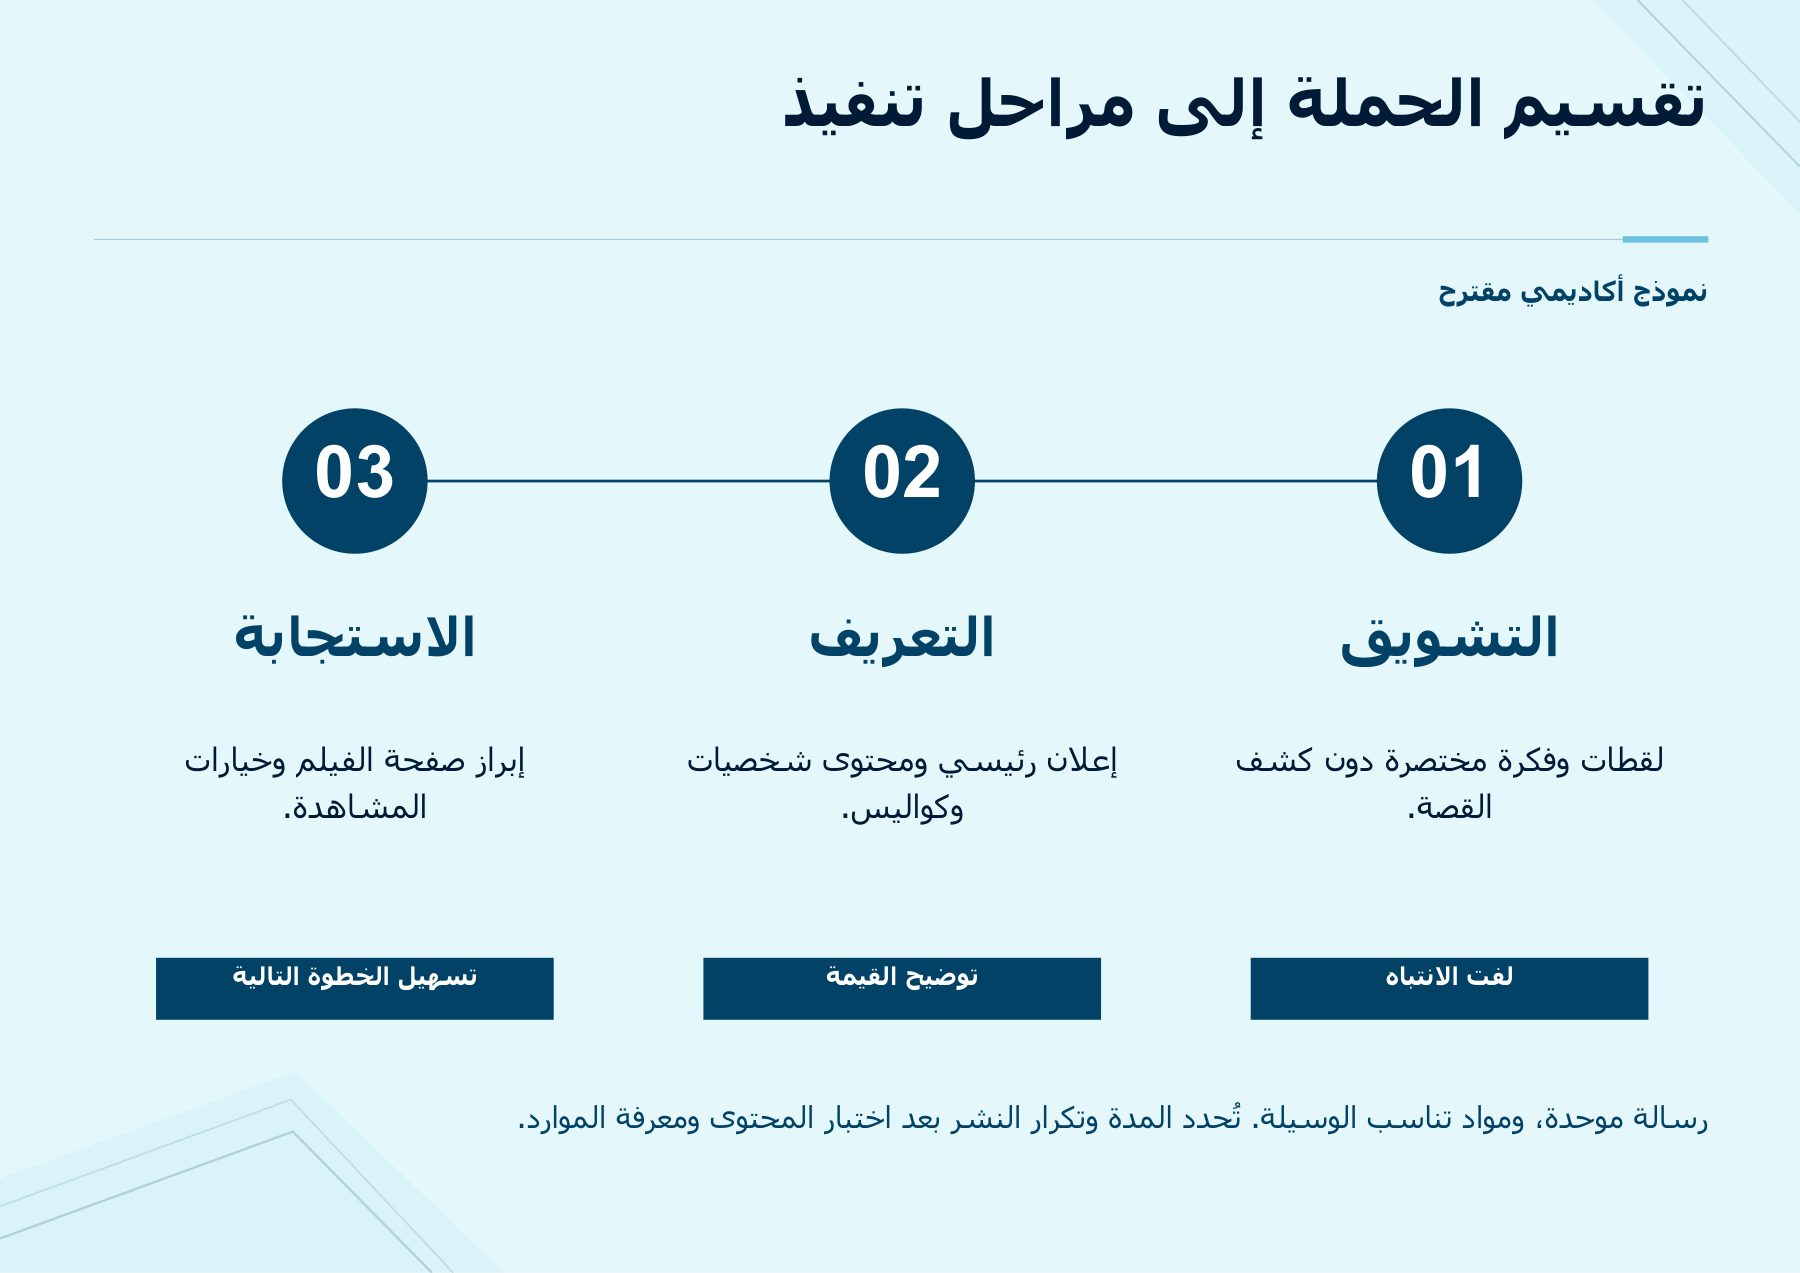 تقسيم الحملة إلى مراحل تنفيذ
نموذج أكاديمي مقترح
01
التشويق
لقطات وفكرة مختصرة دون كشف
القصة.
لفت الانتباه
02
التعريف
إعلان رئيسي ومحتوى شخصيات
وكواليس.
توضيح القيمة
03
الاستجابة
إبراز صفحة الفيلم وخيارات
المشاهدة.
تسهيل الخطوة التالية
رسالة موحدة، ومواد تناسب الوسيلة. تُحدد المدة وتكرار النشر بعد اختبار المحتوى ومعرفة الموارد.